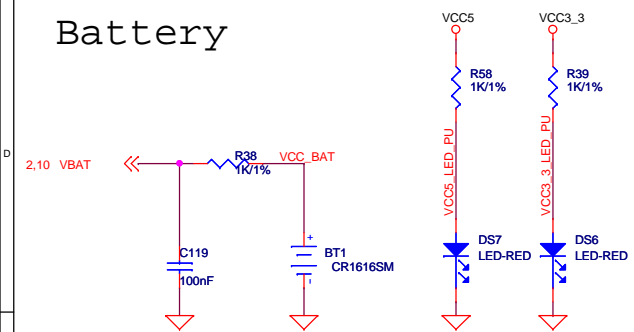 Battery
VCC5
VCC3_3
R58
1K/1%
R39
1K/1%
D
2,10 VBAT
R38
1K/1%
VCC_BAT
VCC5_LED_PU
VCC3_3_LED_PU
C119
100nF
+
BT1
CR1616SM
-
DS7
LED-RED
DS6
LED-RED